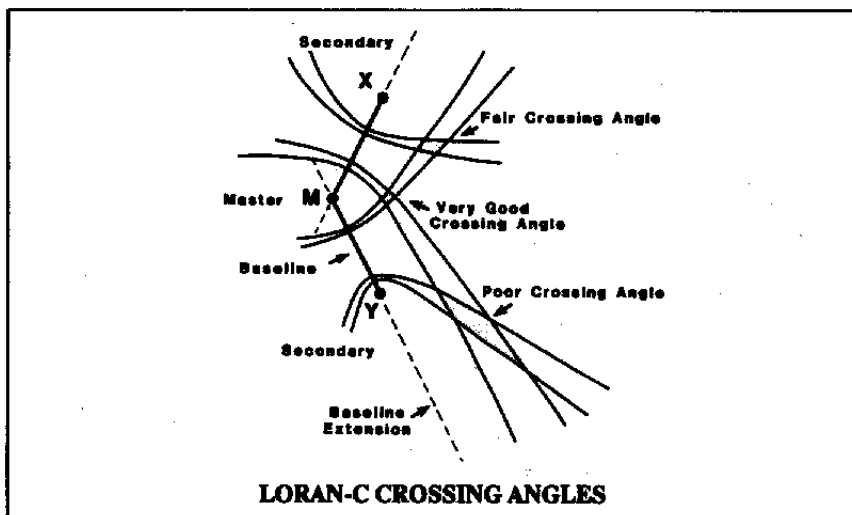 Secondary
X
Fair Crossing Angle
Master
M
Very Good
Crossing Angle
Baseline
Poor Crossing Angle
Y
Secondary
Baseline
Extension
LORAN-C CROSSING ANGLES